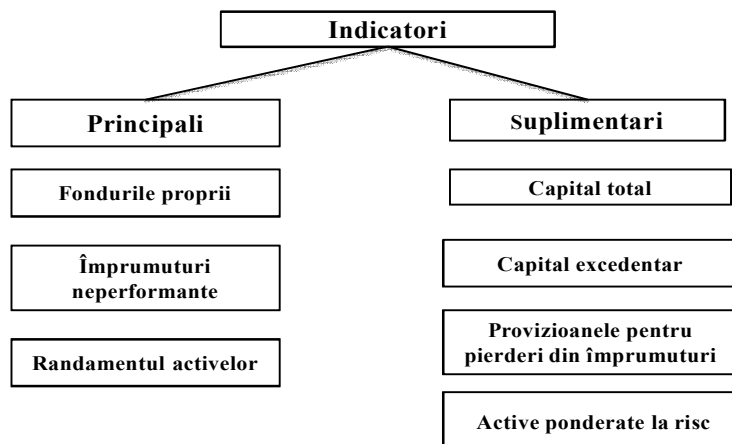 Indicatori
Principali
Fondurile proprii
Împrumuturi
neperformante
Randamentul activelor
Suplimentari
Capital total
Capital excedentar
Provizioanele pentru
pierderi din împrumuturi
Active ponderate la risc